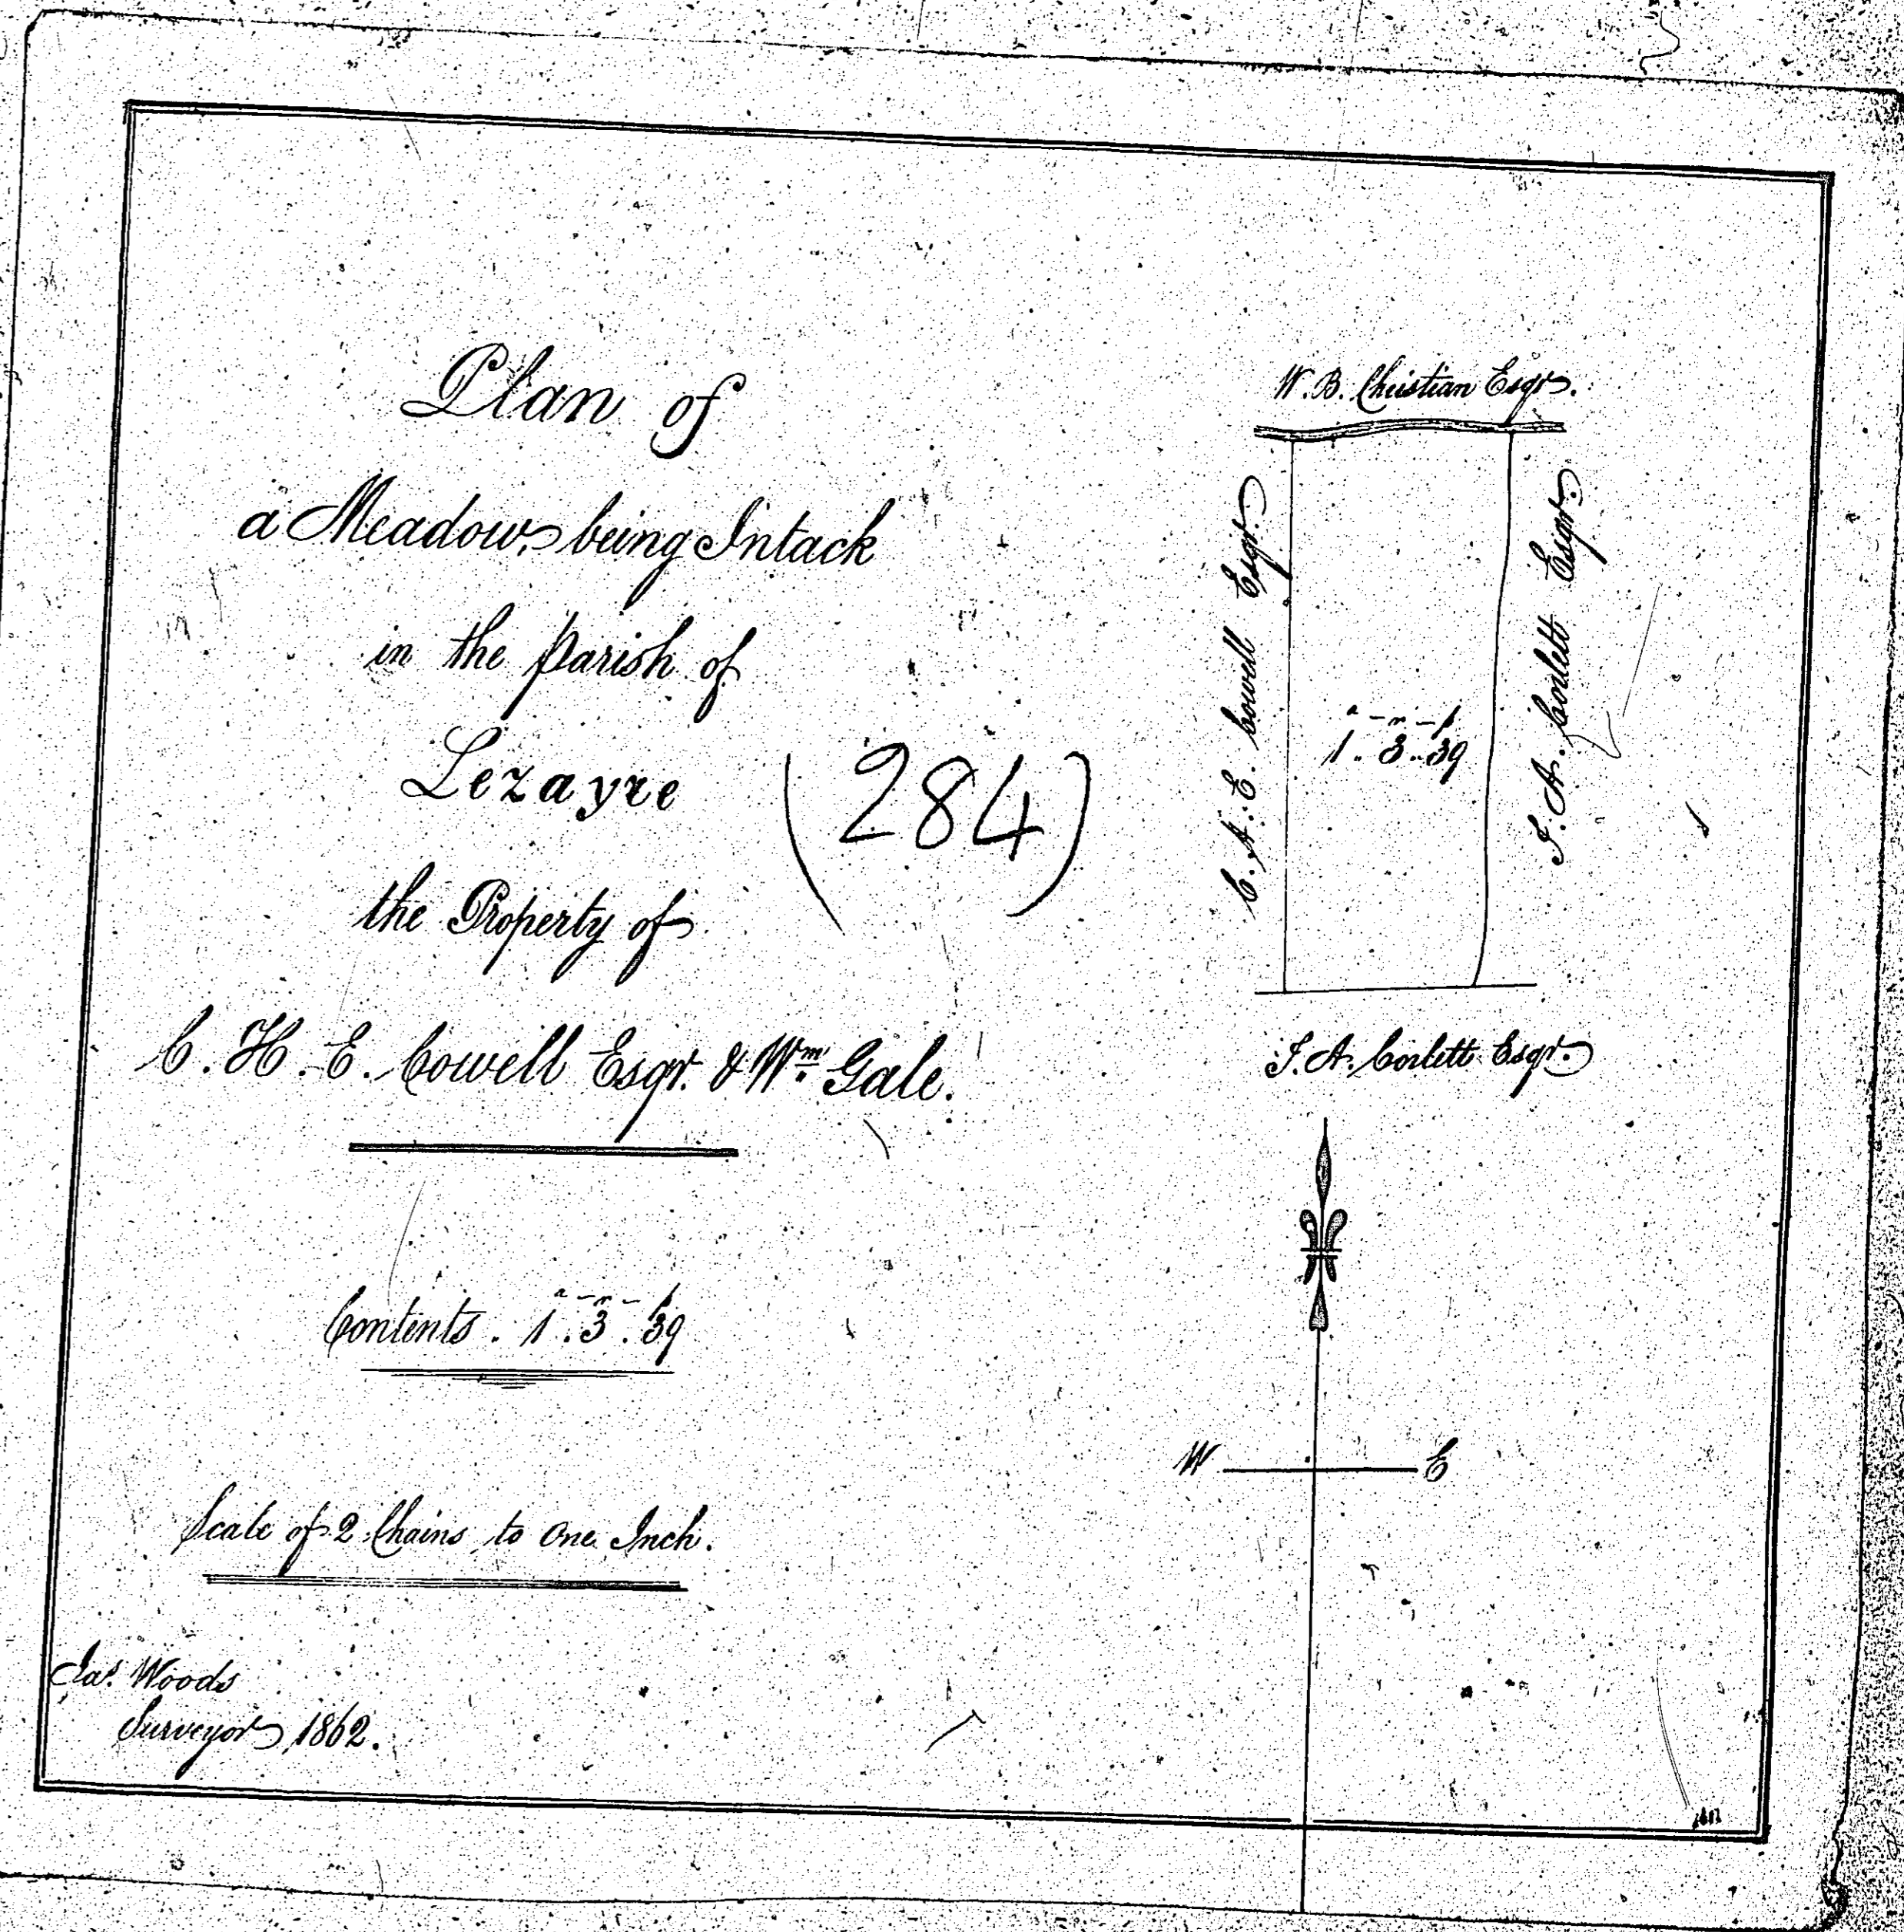 Plan of
a Meadow, being Intack
in the parish of
Lezayre
(284)
the Property of
C. H. E. Cowell Esqr. & Wm. Gale.
Contents. 1.3.39
a - r - p
Scale of 2 Chains to One Inch.
Jas. Woods
Surveyor 1862.
W. B. Christian Esqr.
C. H. E. Cowell Esqr.
a - r - p
1.3.39
J. A. Corlett Esqr.
J. A. Corlett Esqr.
W E